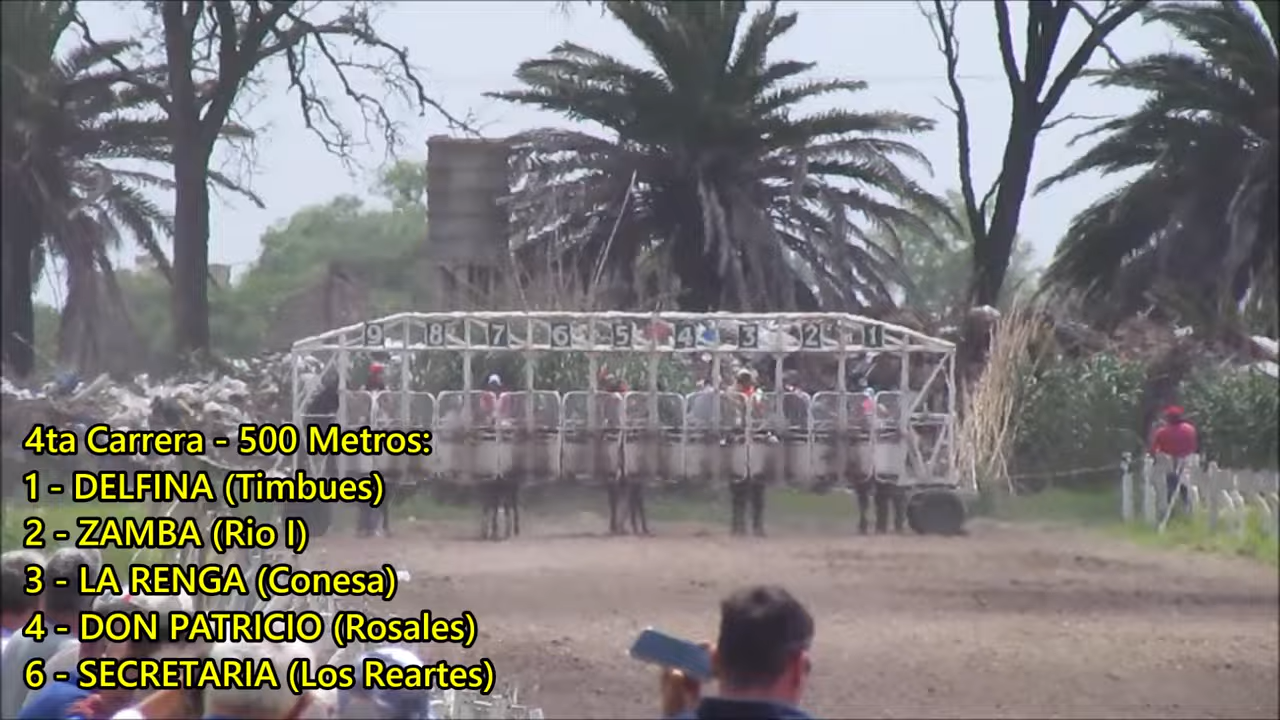 9 8 7 6 5 4 3 2 1
4ta Carrera - 500 Metros:
1 - DELFINA (Timbues)
2 - ZAMBA (Rio I)
3 - LA RENGA (Conesa)
4 - DON PATRICIO (Rosales)
6 - SECRETARIA (Los Reartes)